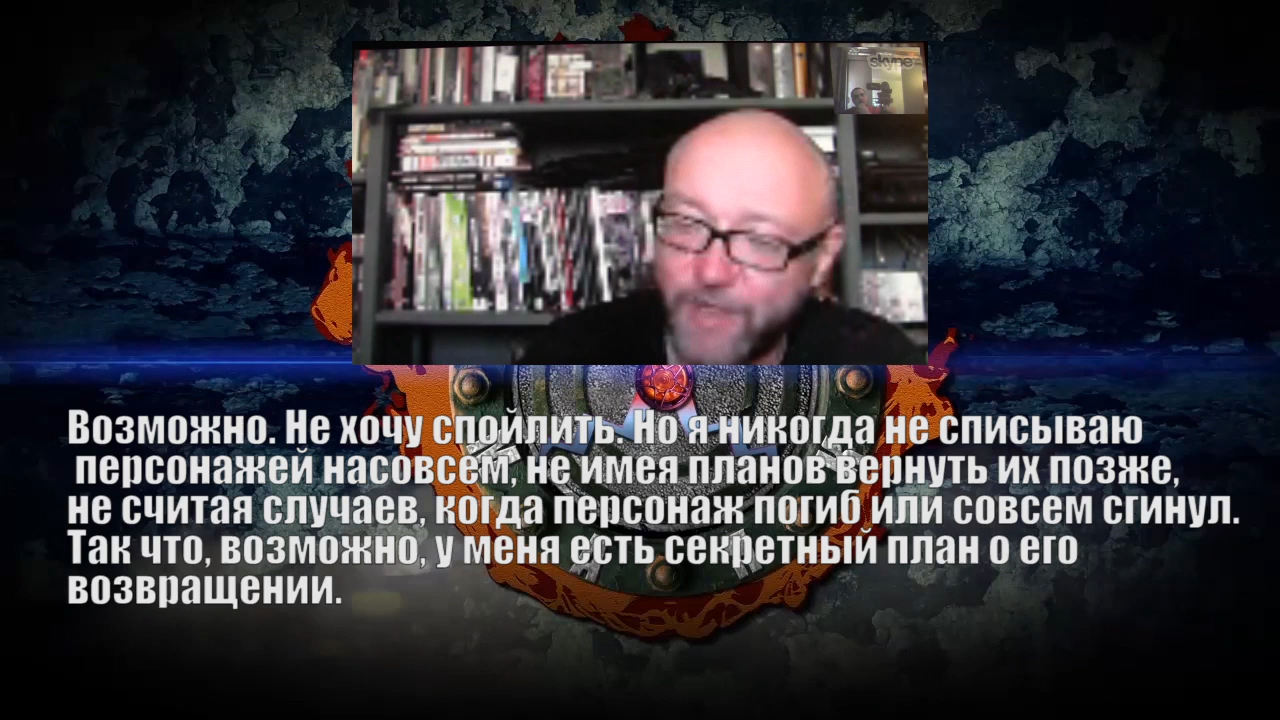 skype
Возможно. Не хочу спойлить. Но я никогда не списываю
персонажей насовсем, не имея планов вернуть их позже,
не считая случаев, когда персонаж погиб или совсем сгинул.
Так что, возможно, у меня есть секретный план о его
возвращении.